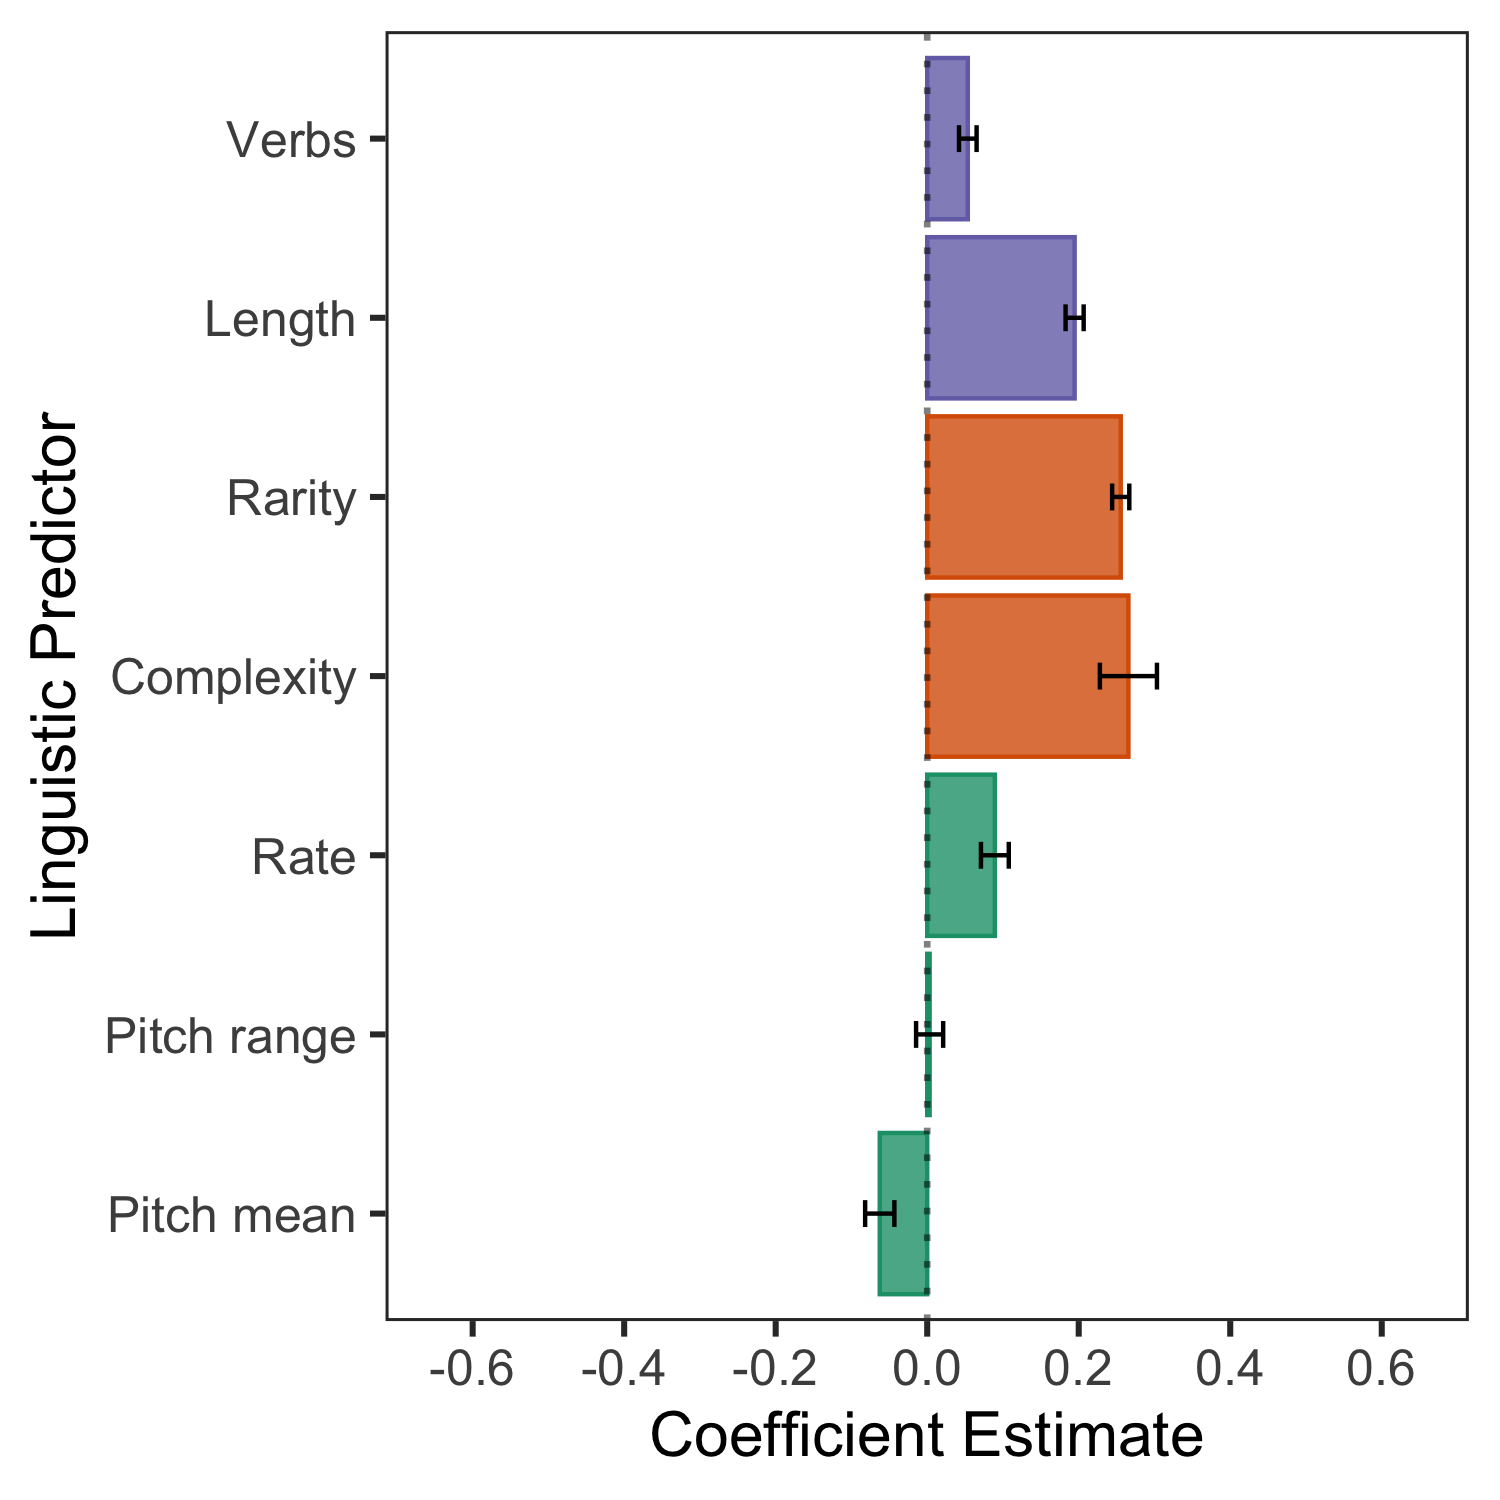 Linguistic Predictor
Verbs
Length
Rarity
Complexity
Rate
Pitch range
Pitch mean
-0.6 -0.4 -0.2 0.0 0.2 0.4 0.6
Coefficient Estimate